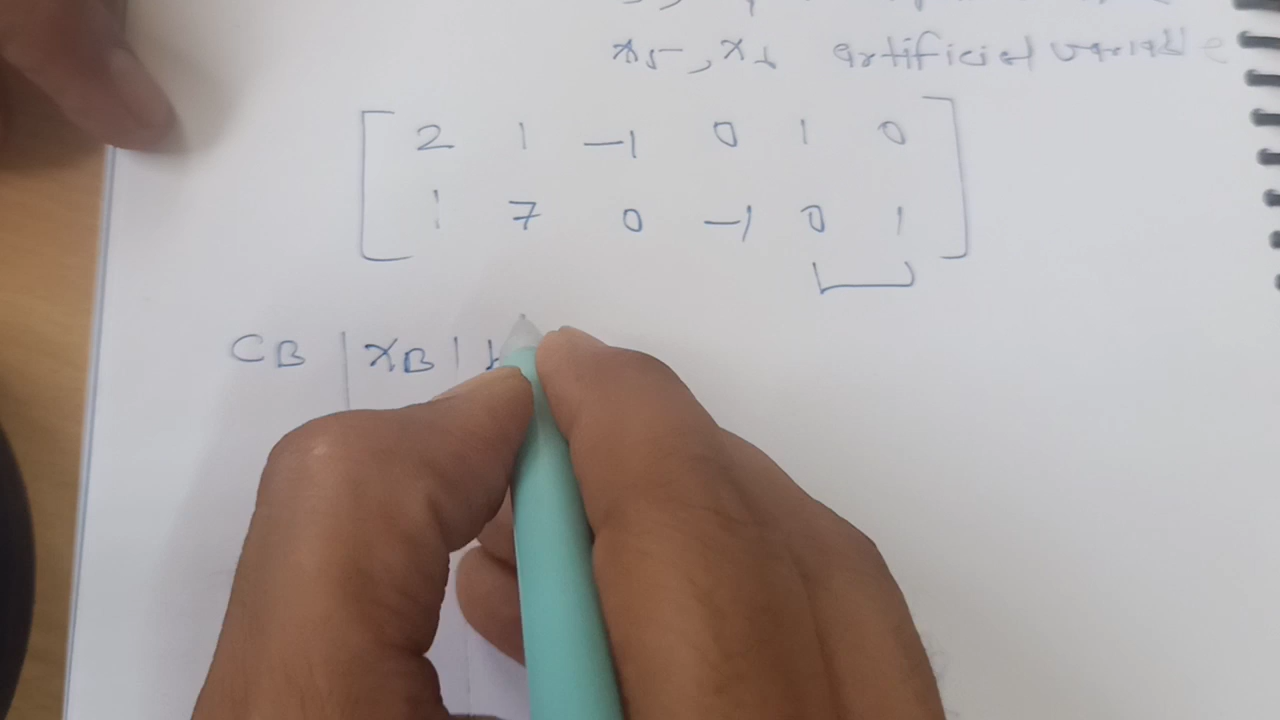 x5, x6 artificial variable
2 1 -1 0 1 0
1 7 0 -1 0 1
CB | XB |